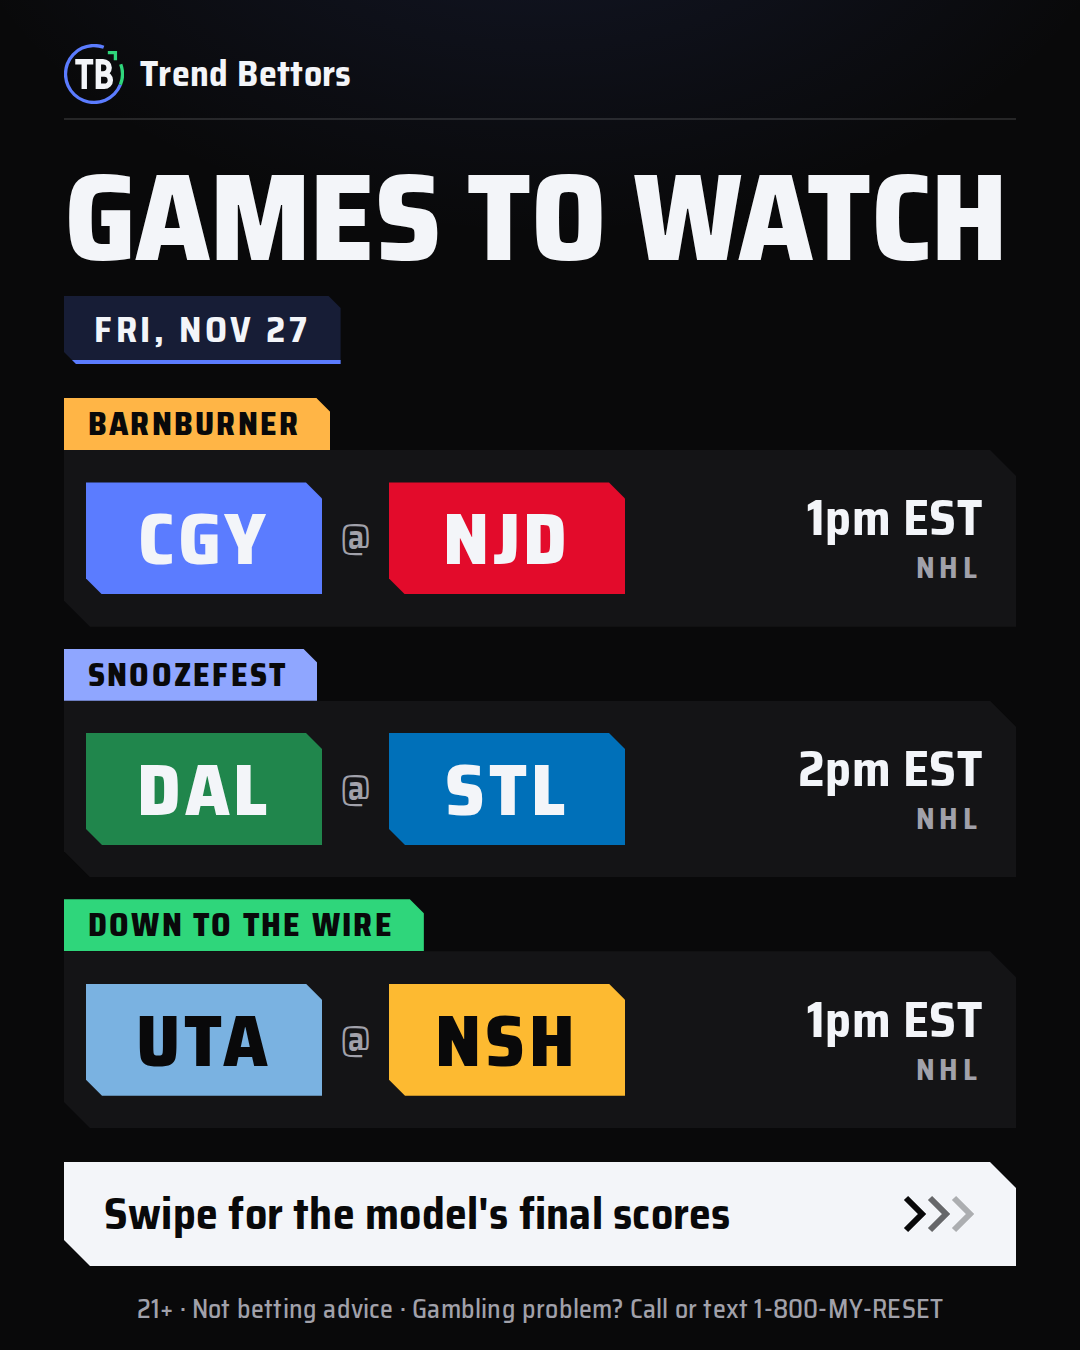 TB Trend Bettors
GAMES TO WATCH
FRI, NOV 27
BARNBURNER
CGY @ NJD 1pm EST
NHL
SNOOZEFEST
DAL @ STL 2pm EST
NHL
DOWN TO THE WIRE
UTA @ NSH 1pm EST
NHL
Swipe for the model's final scores
21+ · Not betting advice · Gambling problem? Call or text 1-800-MY-RESET